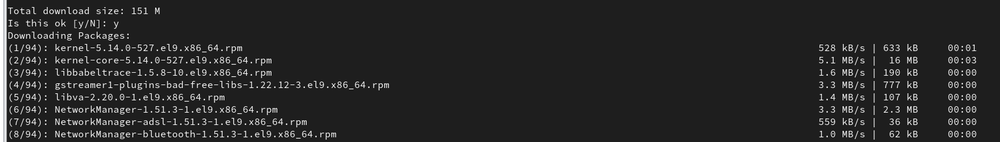 Total download size: 151 M
Is this ok [y/N]: y
Downloading Packages:
(1/94): kernel-5.14.0-527.el9.x86_64.rpm 528 kB/s | 633 kB 00:01
(2/94): kernel-core-5.14.0-527.el9.x86_64.rpm 5.1 MB/s | 16 MB 00:03
(3/94): libbabeltrace-1.5.8-10.el9.x86_64.rpm 1.6 MB/s | 190 kB 00:00
(4/94): gstreamer1-plugins-bad-free-libs-1.22.12-3.el9.x86_64.rpm 3.3 MB/s | 777 kB 00:00
(5/94): libva-2.20.0-1.el9.x86_64.rpm 1.4 MB/s | 107 kB 00:00
(6/94): NetworkManager-1.51.3-1.el9.x86_64.rpm 3.3 MB/s | 2.3 MB 00:00
(7/94): NetworkManager-adsl-1.51.3-1.el9.x86_64.rpm 559 kB/s | 36 kB 00:00
(8/94): NetworkManager-bluetooth-1.51.3-1.el9.x86_64.rpm 1.0 MB/s | 62 kB 00:00